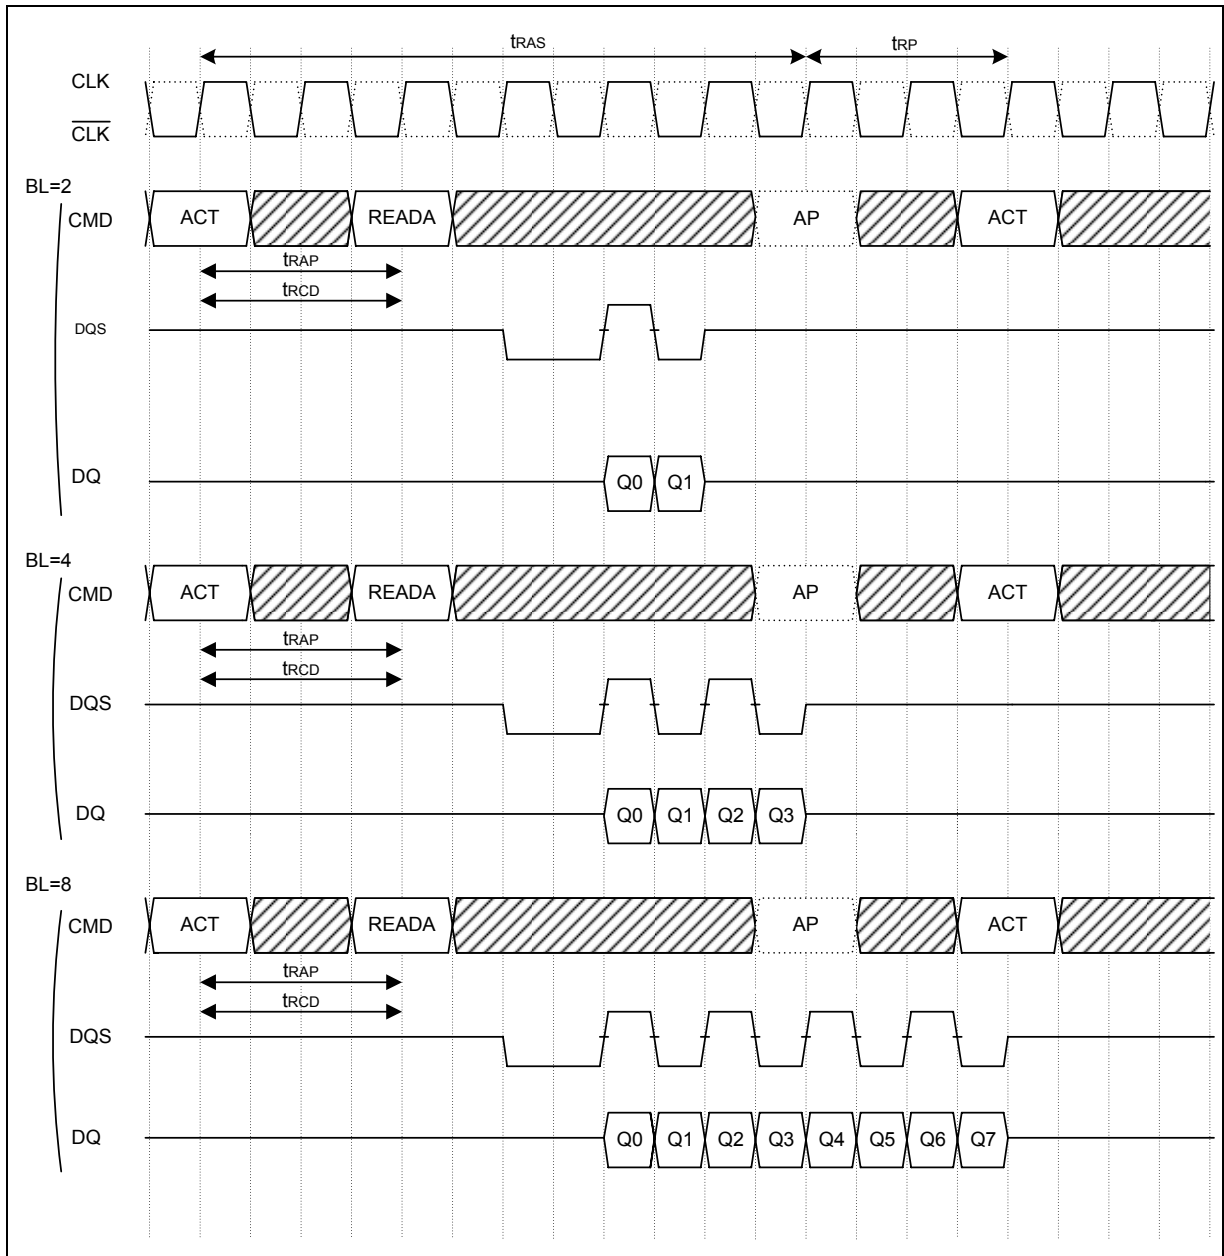 tRAS tRP
CLK
CLK
BL=2
CMD ACT READA AP ACT
tRAP
tRCD
DQS
DQ Q0 Q1
BL=4
CMD ACT READA AP ACT
tRAP
tRCD
DQS
DQ Q0 Q1 Q2 Q3
BL=8
CMD ACT READA AP ACT
tRAP
tRCD
DQS
DQ Q0 Q1 Q2 Q3 Q4 Q5 Q6 Q7